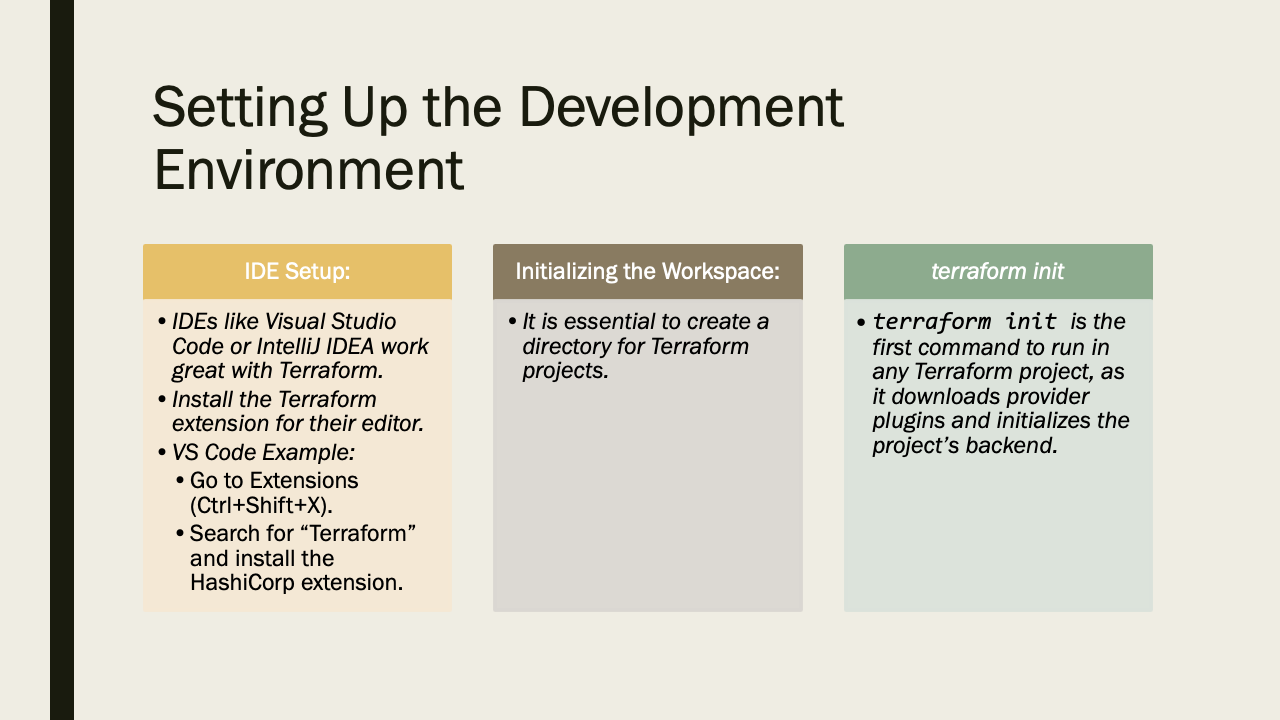 Setting Up the Development
Environment
IDE Setup:
• IDEs like Visual Studio
Code or IntelliJ IDEA work
great with Terraform.
• Install the Terraform
extension for their editor.
• VS Code Example:
• Go to Extensions
(Ctrl+Shift+X).
• Search for “Terraform”
and install the
HashiCorp extension.
Initializing the Workspace:
• It is essential to create a
directory for Terraform
projects.
terraform init
• terraform init is the
first command to run in
any Terraform project, as
it downloads provider
plugins and initializes the
project’s backend.